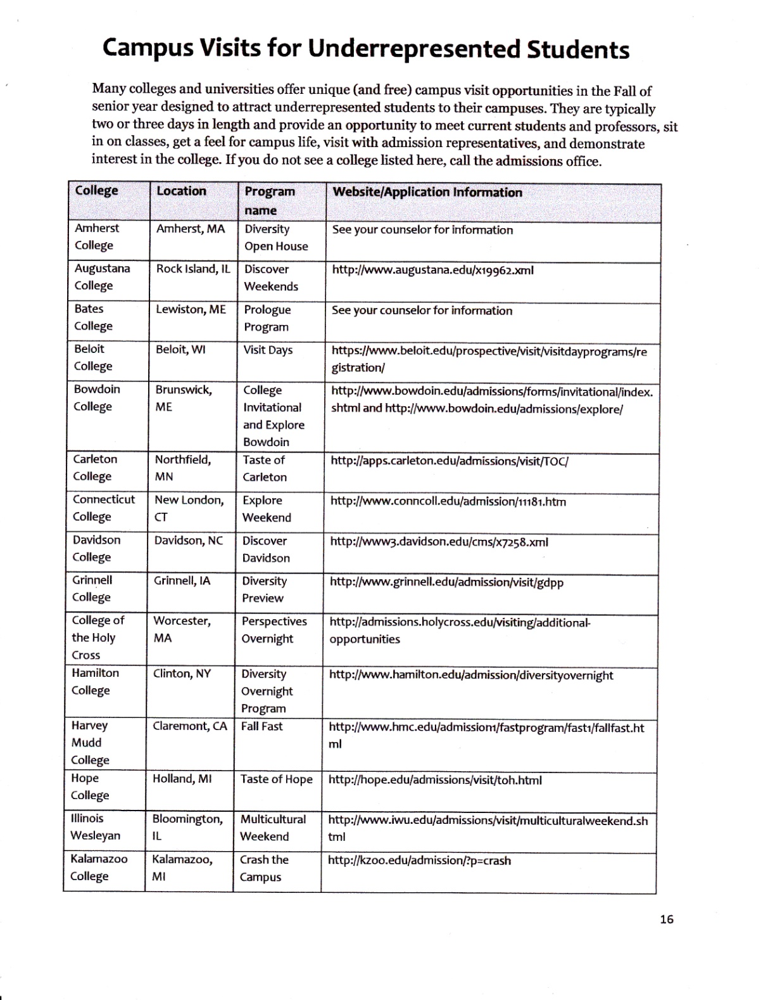 Campus Visits for Underrepresented Students
Many colleges and universities offer unique (and free) campus visit opportunities in the Fall of
senior year designed to attract underrepresented students to their campuses. They are typically
two or three days in length and provide an opportunity to meet current students and professors, sit
in on classes, get a feel for campus life, visit with admission representatives, and demonstrate
interest in the college. If you do not see a college listed here, call the admissions office.
College Location Program Website/Application Information
name
Amherst Amherst, MA Diversity See your counselor for information
College Open House
Augustana Rock Island, IL Discover http://www.augustana.edu/x19962.xml
College Weekends
Bates Lewiston, ME Prologue See your counselor for information
College Program
Beloit Beloit, WI Visit Days https://www.beloit.edu/prospective/visit/visitdayprograms/re
College gistration/
Bowdoin Brunswick, College http://www.bowdoin.edu/admissions/forms/invitational/index.
College ME Invitational shtml and http://www.bowdoin.edu/admissions/explore/
and Explore
Bowdoin
Carleton Northfield, Taste of http://apps.carleton.edu/admissions/visit/TOC/
College MN Carleton
Connecticut New London, Explore http://www.conncoll.edu/admission/11181.htm
College CT Weekend
Davidson Davidson, NC Discover http://www3.davidson.edu/cms/x7258.xml
College Davidson
Grinnell Grinnell, IA Diversity http://www.grinnell.edu/admission/visit/gdpp
College Preview
College of Worcester, Perspectives http://admissions.holycross.edu/visiting/additional-
the Holy MA Overnight opportunities
Cross
Hamilton Clinton, NY Diversity http://www.hamilton.edu/admission/diversityovernight
College Overnight
Program
Harvey Claremont, CA Fall Fast http://www.hmc.edu/admission1/fastprogram/fast1/fallfast.ht
Mudd ml
College
Hope Holland, MI Taste of Hope http://hope.edu/admissions/visit/toh.html
College
Illinois Bloomington, Multicultural http://www.iwu.edu/admissions/visit/multiculturalweekend.sh
Wesleyan IL Weekend tml
Kalamazoo Kalamazoo, Crash the http://kzoo.edu/admission/?p=crash
College MI Campus
16